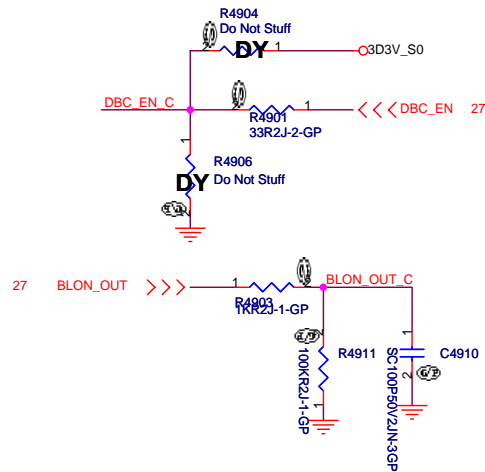 R4904
Do Not Stuff
2 DY 1 3D3V_S0
DBC_EN_C 2 1 DBC_EN 27
R4901
33R2J-2-GP
1
R4906
DY Do Not Stuff
2
27 BLON_OUT 1 2 BLON_OUT_C
R4903
1KR2J-1-GP
2
1
100KR2J-1-GP
R4911
1
2
SC100P50V2JN-3GP
C4910